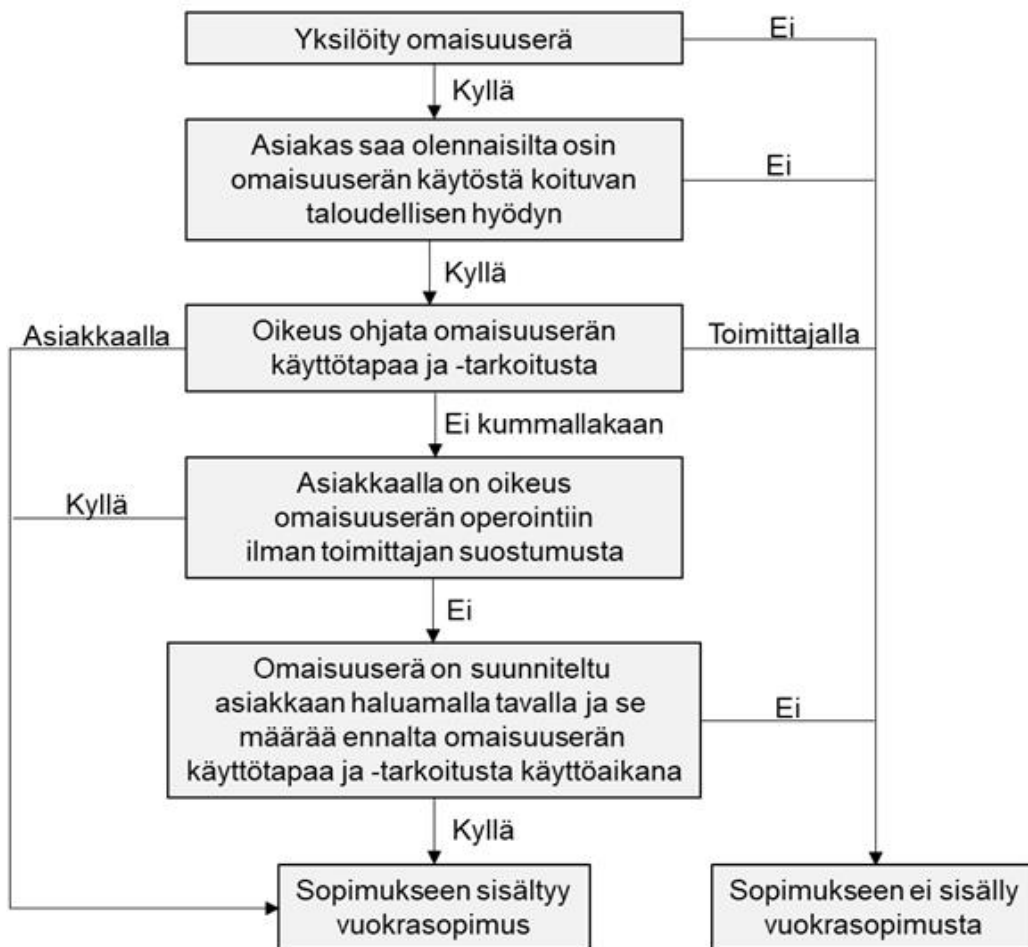 Yksilöity omaisuuserä
Ei
Kyllä
Asiakas saa olennaisilta osin
omaisuuserän käytöstä koituvan
taloudellisen hyödyn
Ei
Kyllä
Asiakkaalla
Oikeus ohjata omaisuuserän
käyttötapaa ja -tarkoitusta
Toimittajalla
Ei kummallakaan
Kyllä
Asiakkaalla on oikeus
omaisuuserän operointiin
ilman toimittajan suostumusta
Ei
Omaisuuserä on suunniteltu
asiakkaan haluamalla tavalla ja se
määrää ennalta omaisuuserän
käyttötapaa ja -tarkoitusta käyttöaikana
Ei
Kyllä
Sopimukseen sisältyy
vuokrasopimus
Sopimukseen ei sisälly
vuokrasopimusta